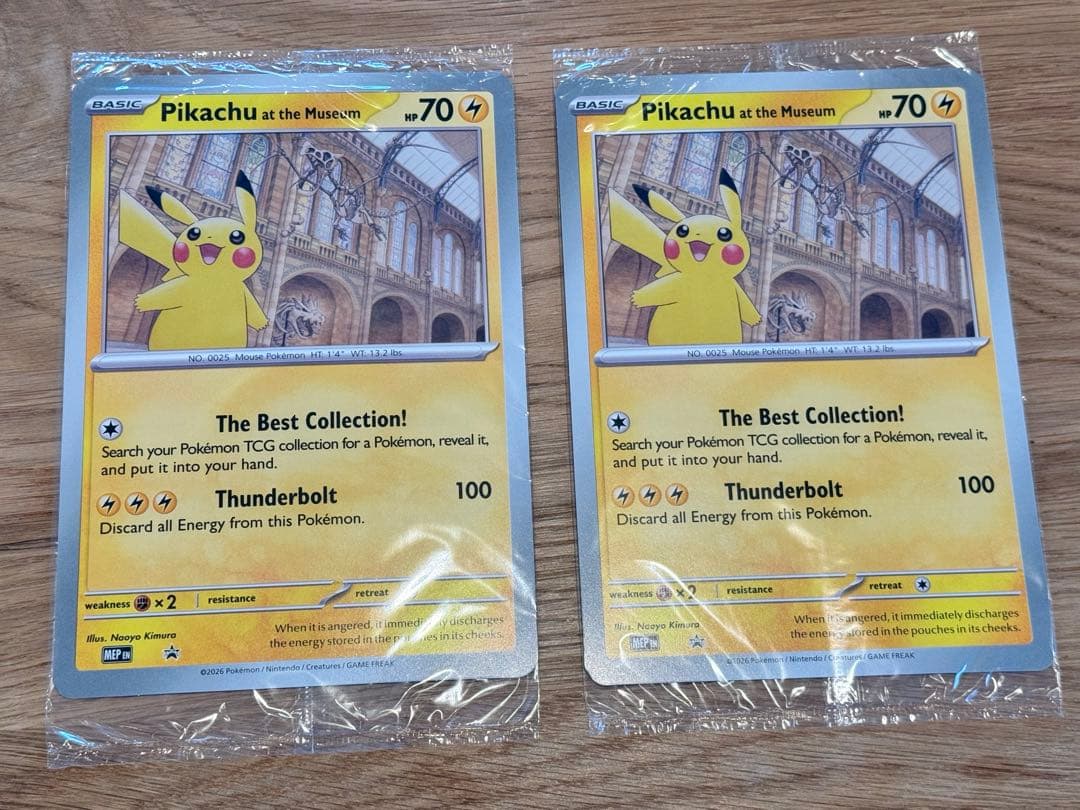 BASIC Pikachu at the Museum HP 70
NO. 0025 Mouse Pokémon HT: 1'4" WT: 13.2 lbs.
The Best Collection!
Search your Pokémon TCG collection for a Pokémon, reveal it,
and put it into your hand.
Thunderbolt 100
Discard all Energy from this Pokémon.
weakness ×2 resistance retreat
Illus. Naoyo Kimura
When it is angered, it immediately discharges
the energy stored in the pouches in its cheeks.
MEP EN
©2026 Pokémon / Nintendo / Creatures / GAME FREAK
BASIC Pikachu at the Museum HP 70
NO. 0025 Mouse Pokémon HT: 1'4" WT: 13.2 lbs.
The Best Collection!
Search your Pokémon TCG collection for a Pokémon, reveal it,
and put it into your hand.
Thunderbolt 100
Discard all Energy from this Pokémon.
weakness ×2 resistance retreat
Illus. Naoyo Kimura
When it is angered, it immediately discharges
the energy stored in the pouches in its cheeks.
MEP EN
©2026 Pokémon / Nintendo / Creatures / GAME FREAK